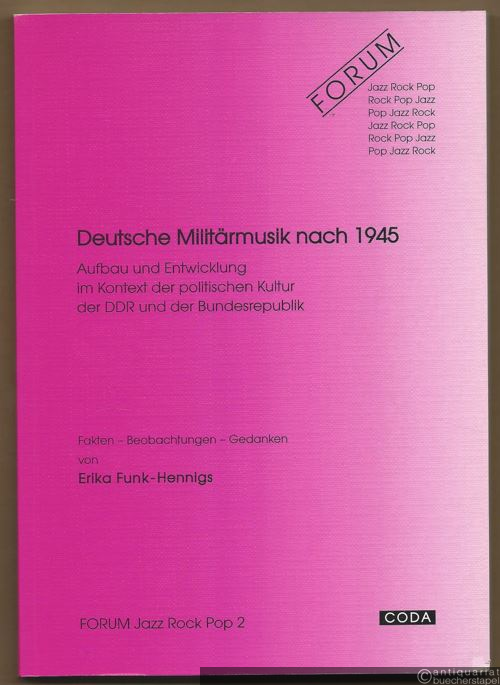 FORUM
Jazz Rock Pop
Rock Pop Jazz
Pop Jazz Rock
Jazz Rock Pop
Rock Pop Jazz
Pop Jazz Rock
Deutsche Militärmusik nach 1945
Aufbau und Entwicklung
im Kontext der politischen Kultur
der DDR und der Bundesrepublik
Fakten – Beobachtungen – Gedanken
von
Erika Funk-Hennigs
FORUM Jazz Rock Pop 2
CODA
antiquariat
buecherstapel